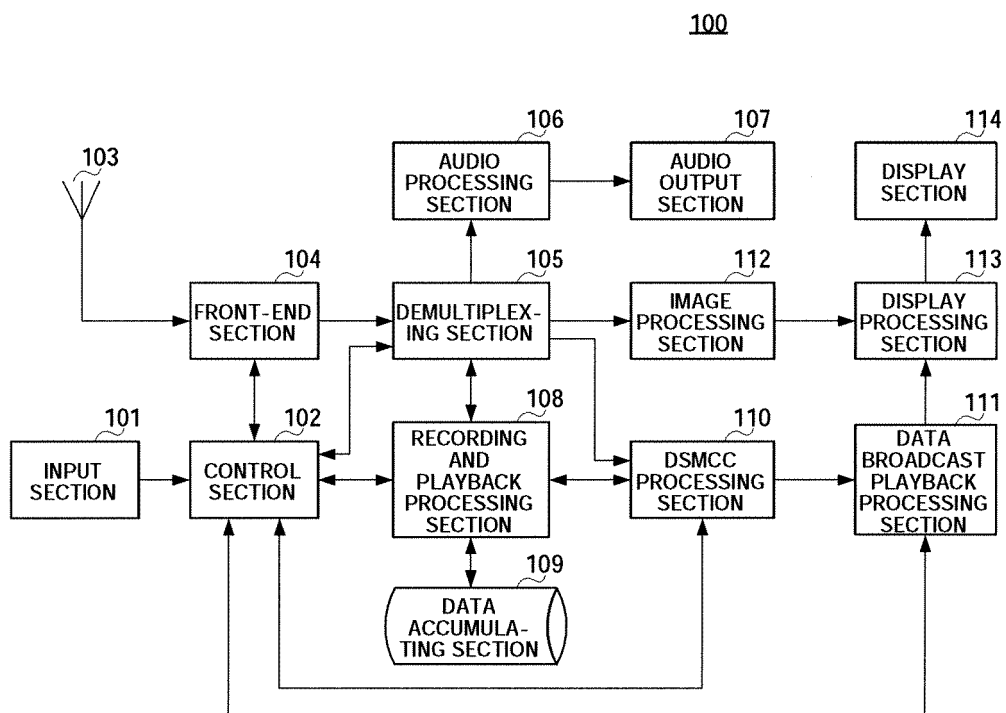 100
103
106
AUDIO
PROCESSING
SECTION
107
AUDIO
OUTPUT
SECTION
114
DISPLAY
SECTION
104
FRONT-END
SECTION
105
DEMULTIPLEX-
ING SECTION
112
IMAGE
PROCESSING
SECTION
113
DISPLAY
PROCESSING
SECTION
101
INPUT
SECTION
102
CONTROL
SECTION
108
RECORDING
AND
PLAYBACK
PROCESSING
SECTION
110
DSMCC
PROCESSING
SECTION
111
DATA
BROADCAST
PLAYBACK
PROCESSING
SECTION
109
DATA
ACCUMULA-
TING SECTION